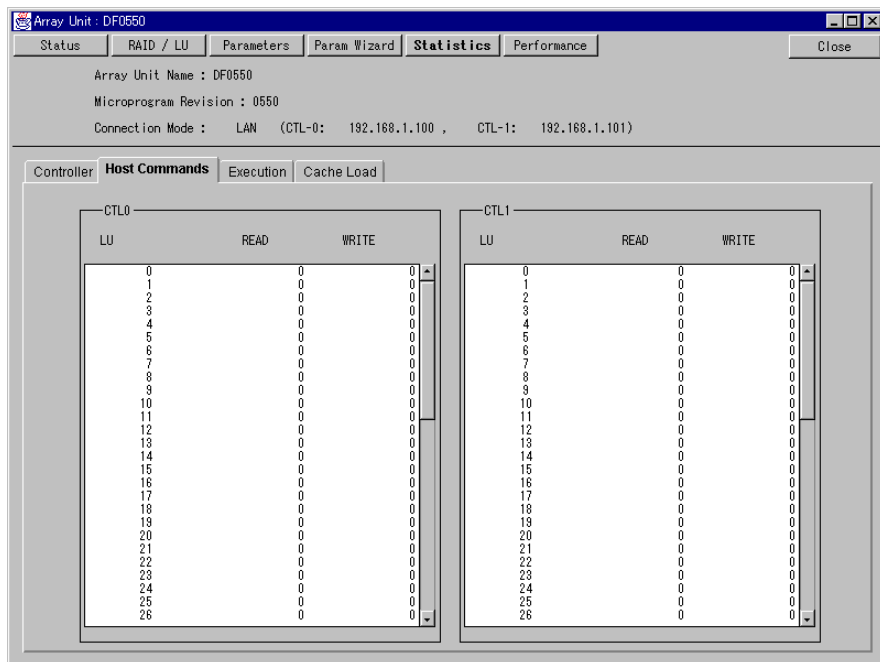 Array Unit : DF0550
Status RAID / LU Parameters Param Wizard Statistics Performance Close
Array Unit Name : DF0550
Microprogram Revision : 0550
Connection Mode : LAN (CTL-0: 192.168.1.100 , CTL-1: 192.168.1.101)
Controller Host Commands Execution Cache Load
CTL0 CTL1
LU READ WRITE LU READ WRITE
0 0 0 0 0 0
1 0 0 1 0 0
2 0 0 2 0 0
3 0 0 3 0 0
4 0 0 4 0 0
5 0 0 5 0 0
6 0 0 6 0 0
7 0 0 7 0 0
8 0 0 8 0 0
9 0 0 9 0 0
10 0 0 10 0 0
11 0 0 11 0 0
12 0 0 12 0 0
13 0 0 13 0 0
14 0 0 14 0 0
15 0 0 15 0 0
16 0 0 16 0 0
17 0 0 17 0 0
18 0 0 18 0 0
19 0 0 19 0 0
20 0 0 20 0 0
21 0 0 21 0 0
22 0 0 22 0 0
23 0 0 23 0 0
24 0 0 24 0 0
25 0 0 25 0 0
26 0 0 26 0 0